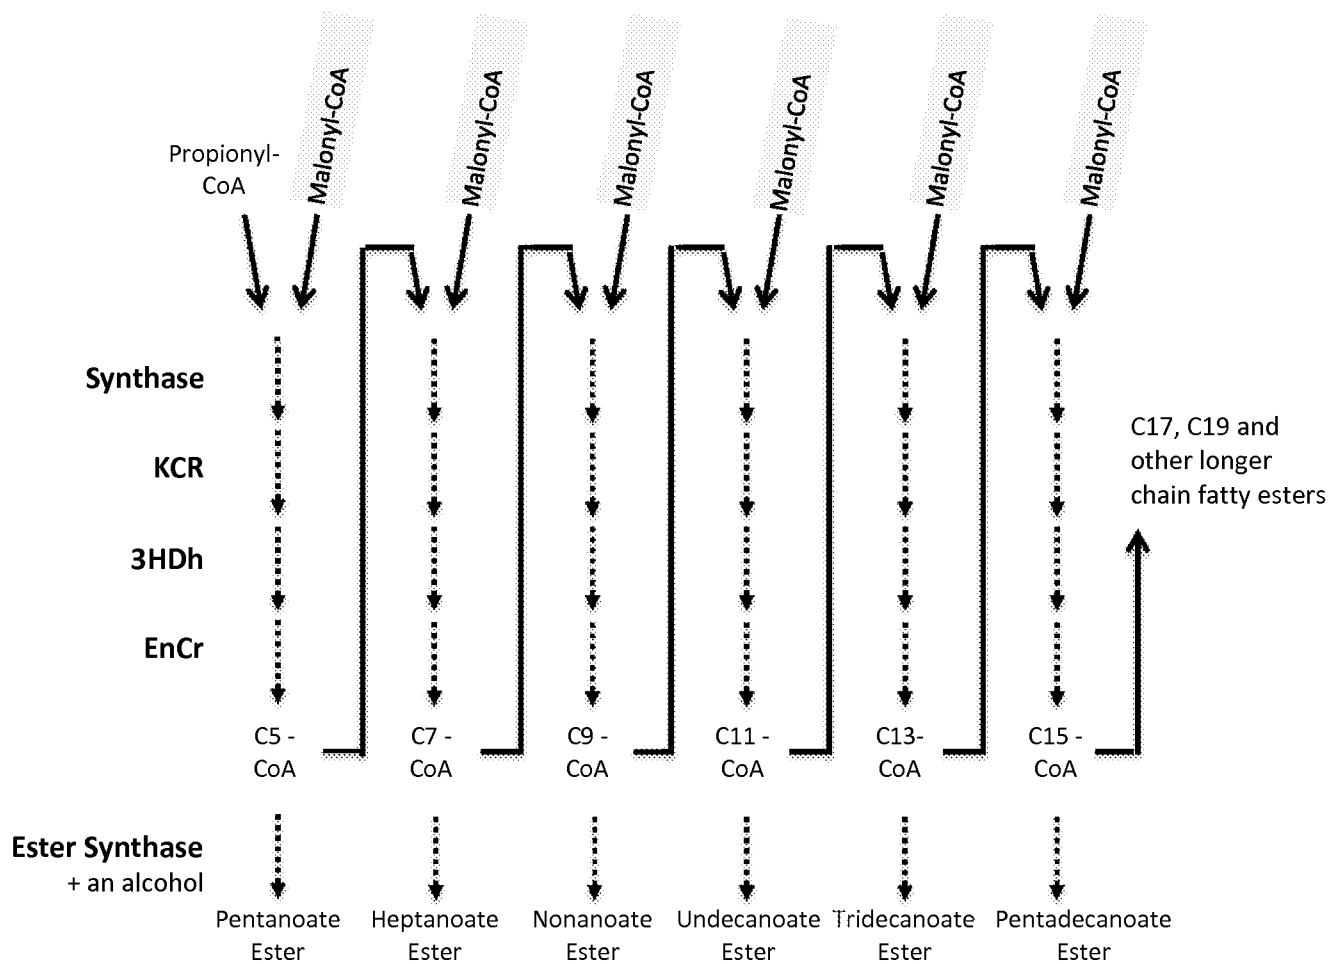 Malonyl-CoA
Malonyl-CoA
Malonyl-CoA
Malonyl-CoA
Malonyl-CoA
Malonyl-CoA
Propionyl-
CoA
Synthase
KCR
3HDh
EnCr
C17, C19 and
other longer
chain fatty esters
C5 -
CoA
C7 -
CoA
C9 -
CoA
C11 -
CoA
C13-
CoA
C15 -
CoA
Ester Synthase
+ an alcohol
Pentanoate
Ester
Heptanoate
Ester
Nonanoate
Ester
Undecanoate
Ester
Tridecanoate
Ester
Pentadecanoate
Ester